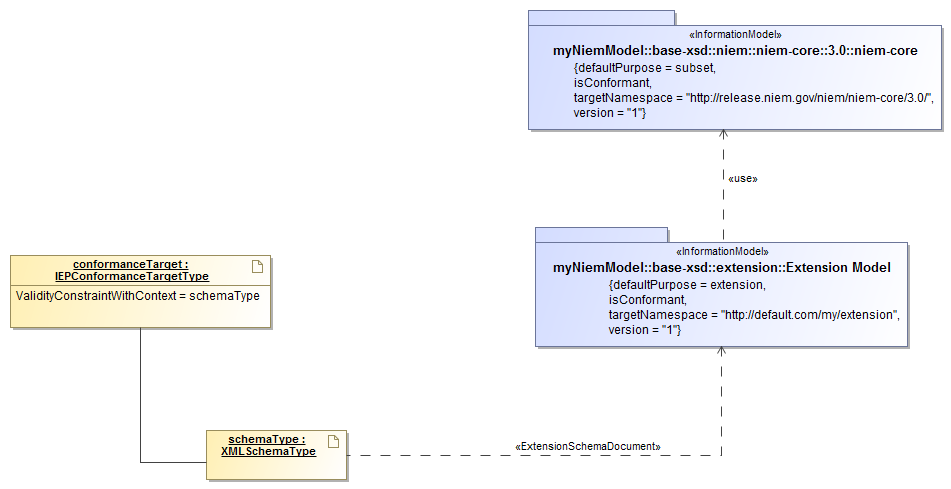 «InformationModel»
myNiemModel::base-xsd::niem::niem-core::3.0::niem-core
{defaultPurpose = subset,
isConformant,
targetNamespace = "http://release.niem.gov/niem/niem-core/3.0/",
version = "1"}
«use»
«InformationModel»
myNiemModel::base-xsd::extension::Extension Model
{defaultPurpose = extension,
isConformant,
targetNamespace = "http://default.com/my/extension",
version = "1"}
conformanceTarget :
IEPConformanceTargetType
ValidityConstraintWithContext = schemaType
schemaType :
XMLSchemaType
«ExtensionSchemaDocument»